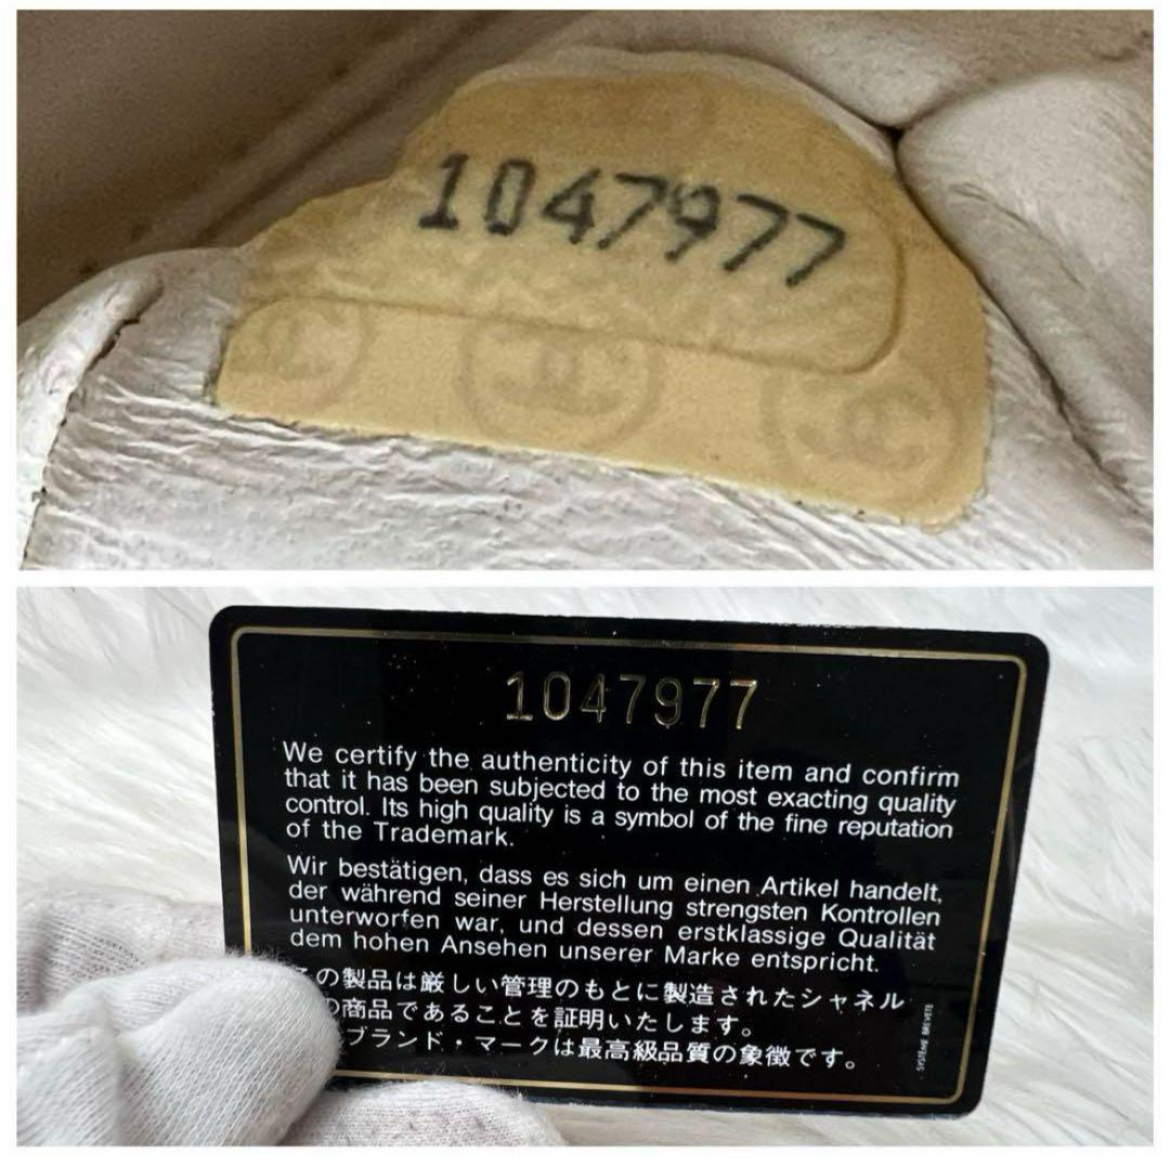 1047977
1047977
We certify the authenticity of this item and confirm
that it has been subjected to the most exacting quality
control. Its high quality is a symbol of the fine reputation
of the Trademark.
Wir bestätigen, dass es sich um einen Artikel handelt,
der während seiner Herstellung strengsten Kontrollen
unterworfen war, und dessen erstklassige Qualität
dem hohen Ansehen unserer Marke entspricht.
の製品は厳しい管理のもとに製造されたシャネル
商品であることを証明いたします。
ブランド・マークは最高級品質の象徴です。
SYSTEME BREVETE